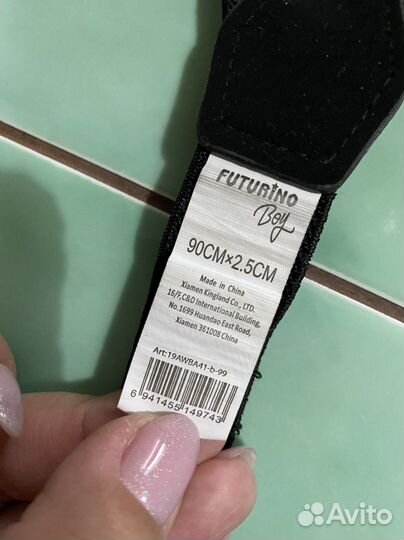 FUTURINO
Boy
90CM×2.5CM
Made in China
Xiamen Kingland Co., LTD.
16/F,C&D International Building,
No.1699 Huandao East Road,
Xiamen 361008 China
Art:19AWBA41-b-99
6 941455 149743
Avito